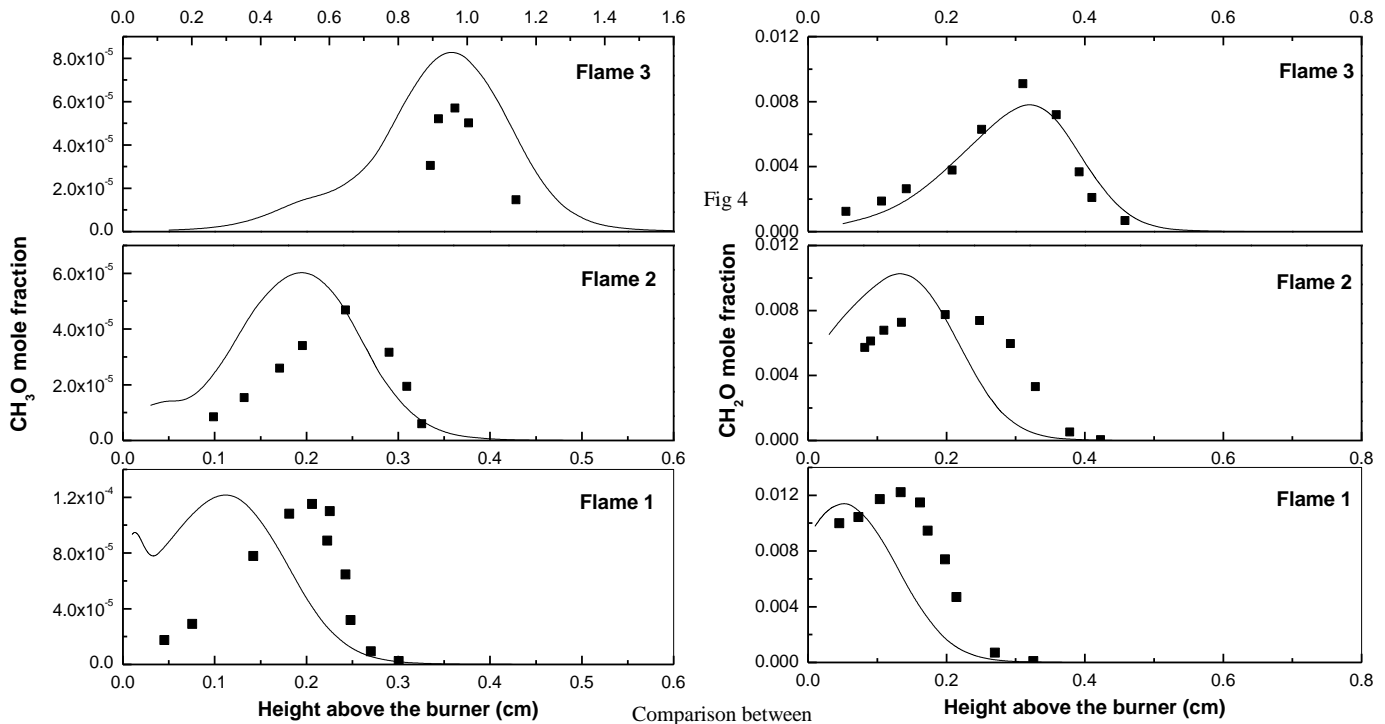 0.0 0.2 0.4 0.6 0.8 1.0 1.2 1.4 1.6
8.0x10⁻⁵
6.0x10⁻⁵
4.0x10⁻⁵
2.0x10⁻⁵
0.0
Flame 3
6.0x10⁻⁵
4.0x10⁻⁵
2.0x10⁻⁵
0.0
Flame 2
0.0 0.1 0.2 0.3 0.4 0.5 0.6
1.2x10⁻⁴
8.0x10⁻⁵
4.0x10⁻⁵
0.0
Flame 1
0.0 0.1 0.2 0.3 0.4 0.5 0.6
CH₃O mole fraction
Height above the burner (cm)
Fig 4
0.0 0.2 0.4 0.6 0.8
0.012
0.008
0.004
0.000
Flame 3
0.012
0.008
0.004
0.000
Flame 2
0.0 0.2 0.4 0.6 0.8
0.012
0.008
0.004
0.000
Flame 1
0.0 0.2 0.4 0.6 0.8
CH₂O mole fraction
Height above the burner (cm)
Comparison between